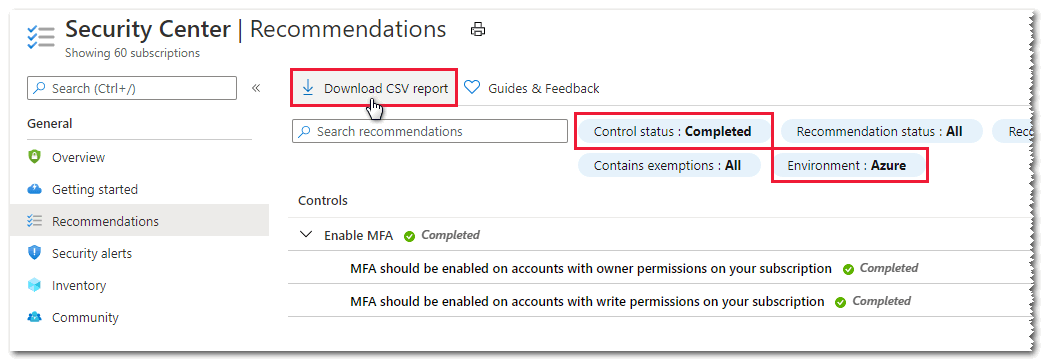 Security Center | Recommendations
Showing 60 subscriptions
Search (Ctrl+/)
«
Download CSV report
Guides & Feedback
General
Overview
Getting started
Recommendations
Security alerts
Inventory
Community
Search recommendations
Control status : Completed
Recommendation status : All
Reco
Contains exemptions : All
Environment : Azure
Controls
Enable MFA Completed
MFA should be enabled on accounts with owner permissions on your subscription Completed
MFA should be enabled on accounts with write permissions on your subscription Completed